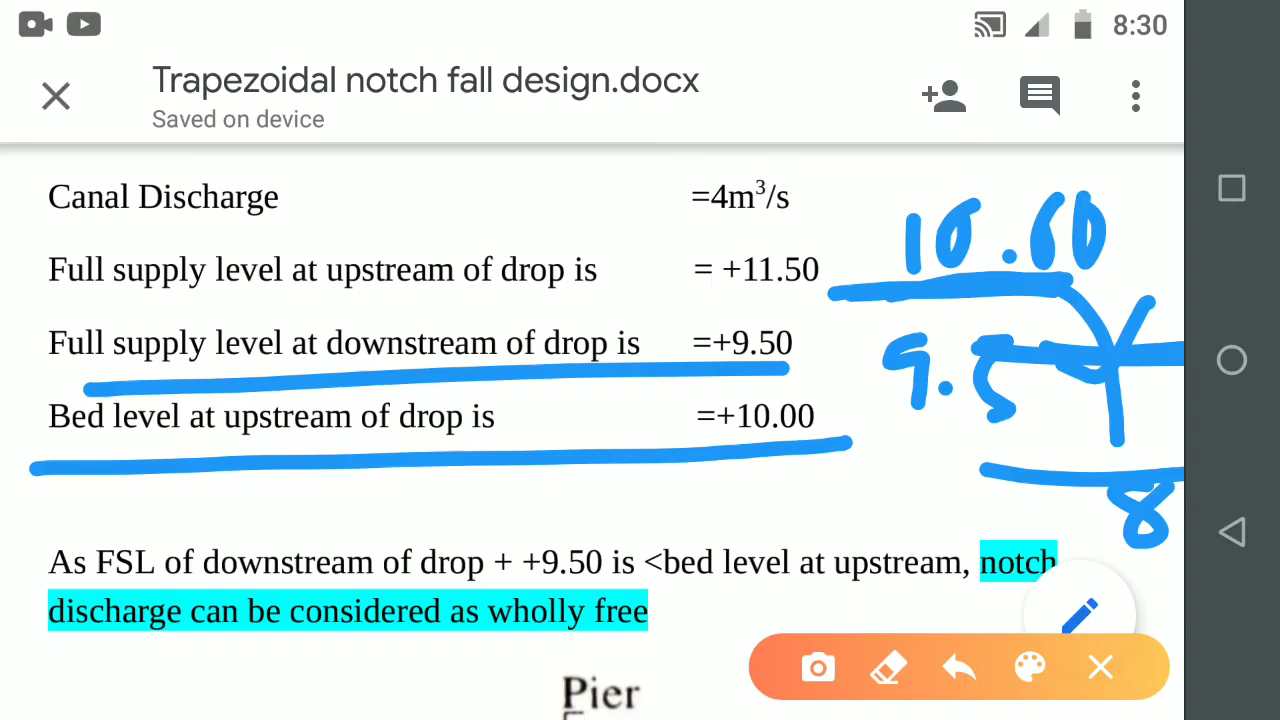 8:30
Trapezoidal notch fall design.docx
Saved on device
Canal Discharge =4m³/s
10.60
Full supply level at upstream of drop is = +11.50
Full supply level at downstream of drop is =+9.50
9.5
Bed level at upstream of drop is =+10.00
8
As FSL of downstream of drop + +9.50 is <bed level at upstream, notch
discharge can be considered as wholly free
Pier